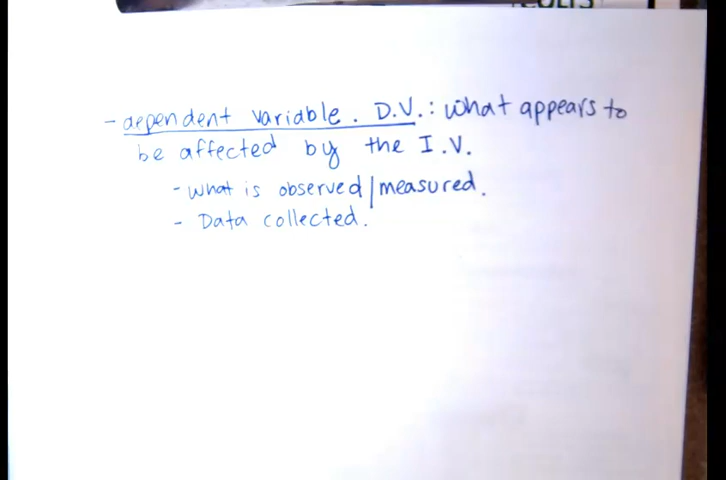 - dependent variable. D.V.: what appears to
be affected by the I.V.
- What is observed/measured.
- Data collected.